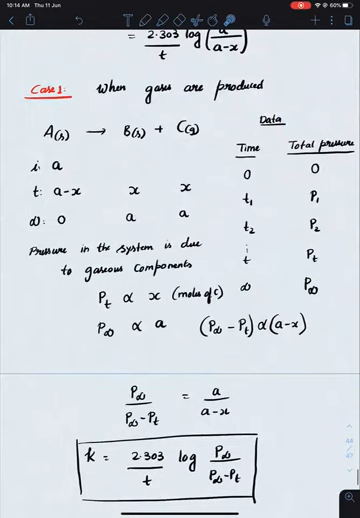 10:14 AM Thu 11 Jun
= 2.303/t log (a/a-x)
Case 1: When gases are produced
A(s) → B(s) + C(g)
i: a
t: a-x x x
∞: 0 a a
Data
Time Total pressure
0 0
t₁ P₁
t₂ P₂
⋮
t Pt
∞ P∞
Pressure in the system is due
to gaseous components
Pt ∝ x (moles of C)
P∞ ∝ a (P∞ - Pt) ∝ (a-x)
P∞/P∞-Pt = a/a-x
k = 2.303/t log P∞/P∞-Pt
44
47